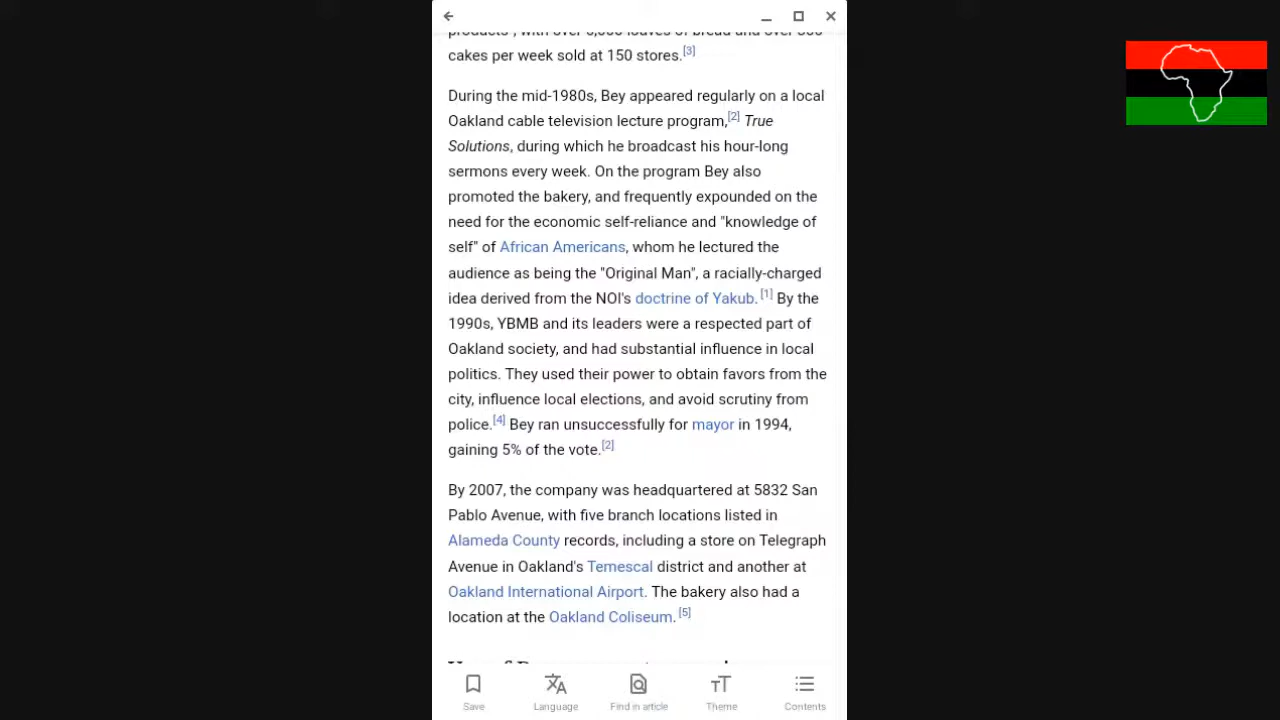 cakes per week sold at 150 stores.[3]
During the mid-1980s, Bey appeared regularly on a local
Oakland cable television lecture program,[2] True
Solutions, during which he broadcast his hour-long
sermons every week. On the program Bey also
promoted the bakery, and frequently expounded on the
need for the economic self-reliance and "knowledge of
self" of African Americans, whom he lectured the
audience as being the "Original Man", a racially-charged
idea derived from the NOI's doctrine of Yakub.[1] By the
1990s, YBMB and its leaders were a respected part of
Oakland society, and had substantial influence in local
politics. They used their power to obtain favors from the
city, influence local elections, and avoid scrutiny from
police.[4] Bey ran unsuccessfully for mayor in 1994,
gaining 5% of the vote.[2]
By 2007, the company was headquartered at 5832 San
Pablo Avenue, with five branch locations listed in
Alameda County records, including a store on Telegraph
Avenue in Oakland's Temescal district and another at
Oakland International Airport. The bakery also had a
location at the Oakland Coliseum.[5]
Save
Language
Find in article
Theme
Contents